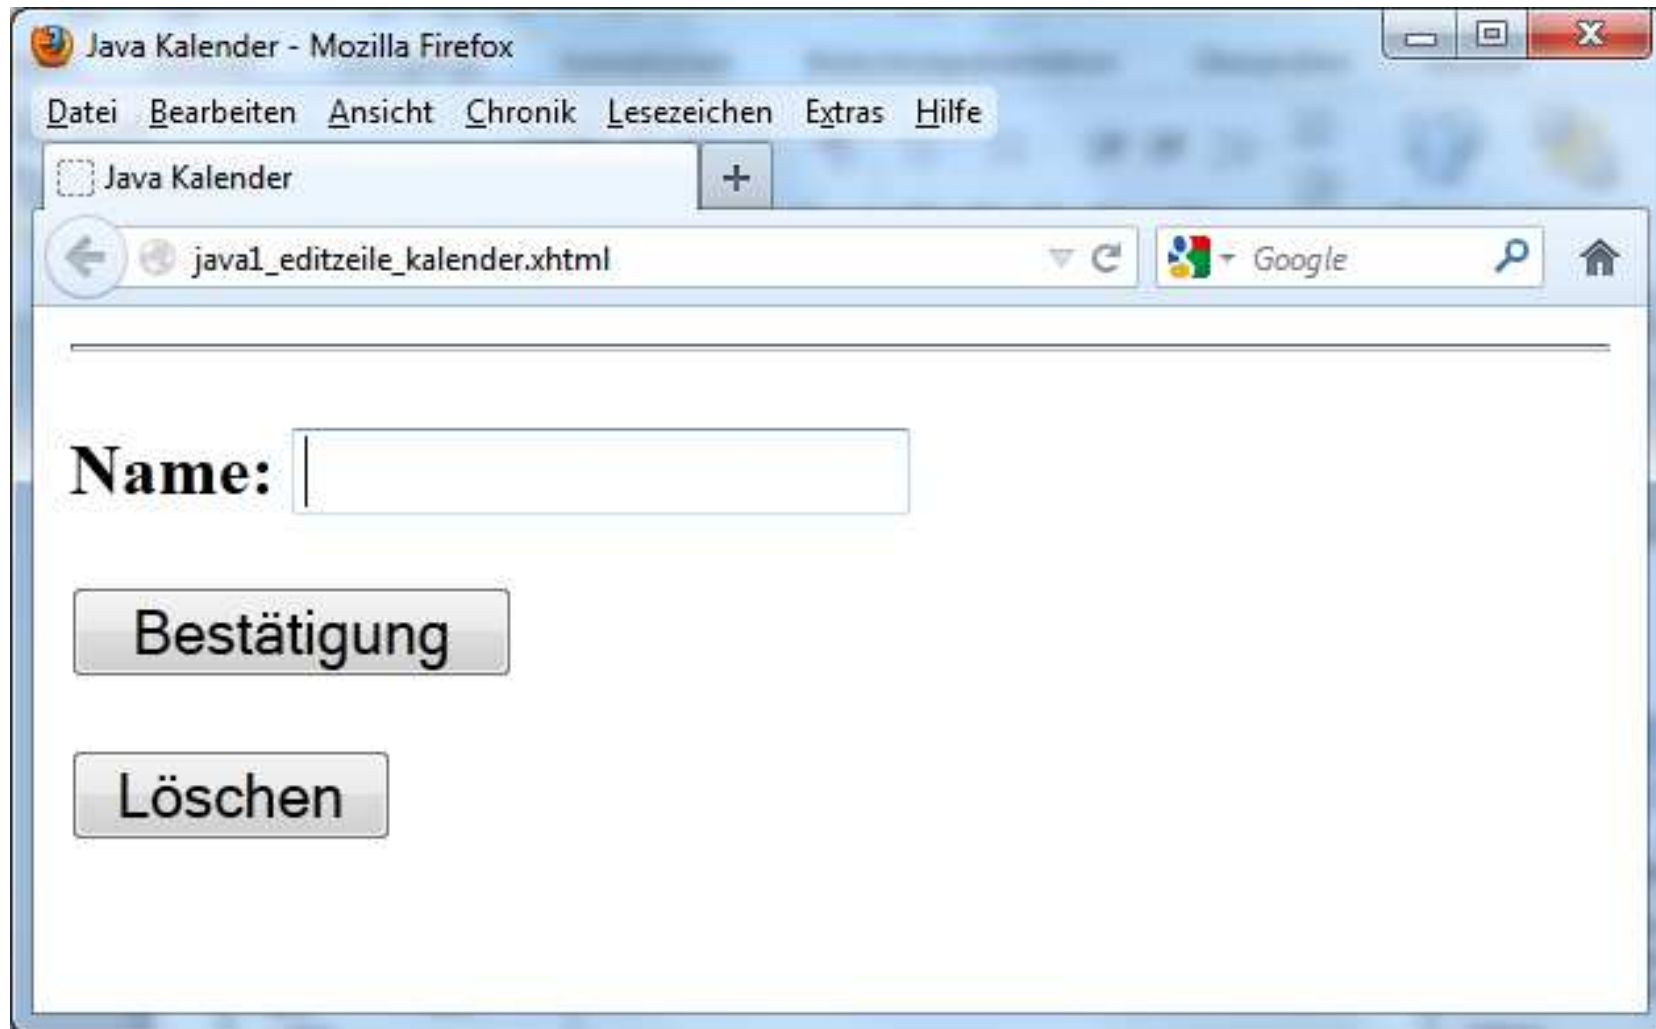 Java Kalender - Mozilla Firefox
Datei Bearbeiten Ansicht Chronik Lesezeichen Extras Hilfe
Java Kalender
java1_editzeile_kalender.xhtml Google
Name:
Bestätigung
Löschen